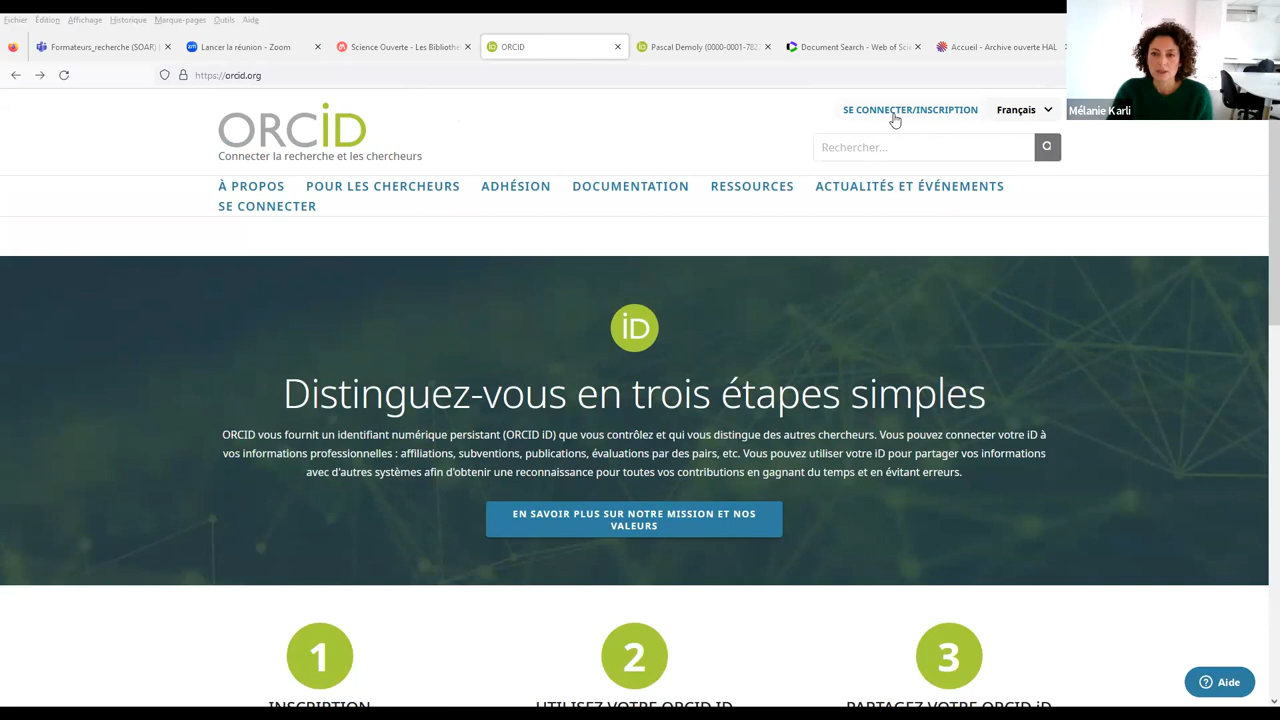 Fichier Édition Affichage Historique Marque-pages Outils Aide
Formateurs_recherche (SOAR)
Lancer la réunion - Zoom
Science Ouverte - Les Bibliothè
ORCID
Pascal Demoly (0000-0001-782
Document Search - Web of Scie
Accueil - Archive ouverte HAL
https://orcid.org
Mélanie Karli
SE CONNECTER/INSCRIPTION
Français
ORCID
Connecter la recherche et les chercheurs
Rechercher...
À PROPOS
POUR LES CHERCHEURS
ADHÉSION
DOCUMENTATION
RESSOURCES
ACTUALITÉS ET ÉVÉNEMENTS
SE CONNECTER
iD
Distinguez-vous en trois étapes simples
ORCID vous fournit un identifiant numérique persistant (ORCID iD) que vous contrôlez et qui vous distingue des autres chercheurs. Vous pouvez connecter votre iD à
vos informations professionnelles : affiliations, subventions, publications, évaluations par des pairs, etc. Vous pouvez utiliser votre iD pour partager vos informations
avec d'autres systèmes afin d'obtenir une reconnaissance pour toutes vos contributions en gagnant du temps et en évitant erreurs.
EN SAVOIR PLUS SUR NOTRE MISSION ET NOS
VALEURS
1
2
3
INSCRIPTION
UTILISEZ VOTRE ORCID ID
PARTAGEZ VOTRE ORCID iD
Aide